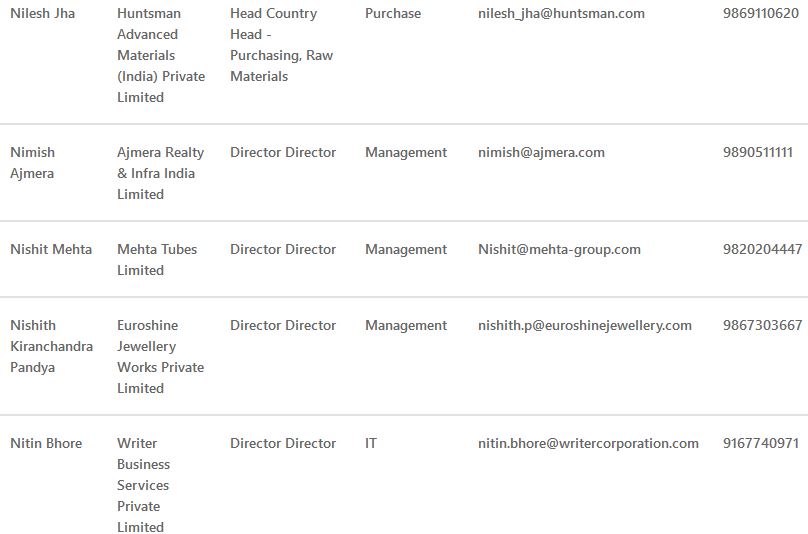 Nilesh Jha Huntsman Head Country Purchase nilesh_jha@huntsman.com 9869110620
Advanced Head -
Materials Purchasing, Raw
(India) Private Materials
Limited
Nimish Ajmera Realty Director Director Management nimish@ajmera.com 9890511111
Ajmera & Infra India
Limited
Nishit Mehta Mehta Tubes Director Director Management Nishit@mehta-group.com 9820204447
Limited
Nishith Euroshine Director Director Management nishith.p@euroshinejewellery.com 9867303667
Kiranchandra Jewellery
Pandya Works Private
Limited
Nitin Bhore Writer Director Director IT nitin.bhore@writercorporation.com 9167740971
Business
Services
Private
Limited